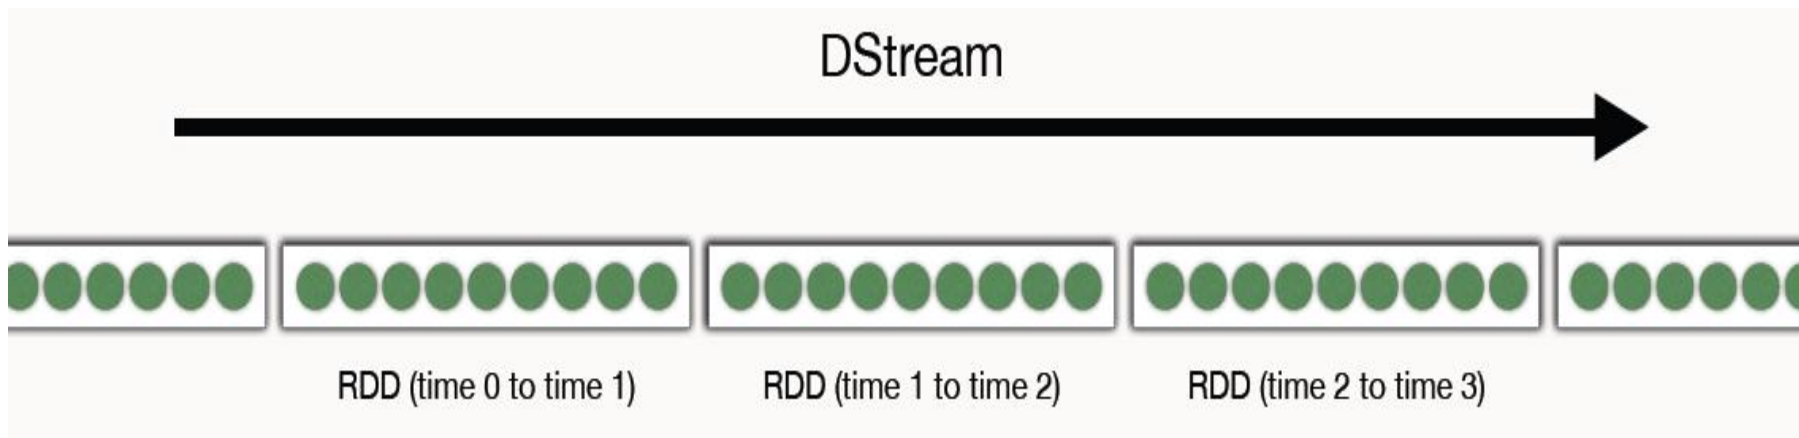 DStream
RDD (time 0 to time 1)
RDD (time 1 to time 2)
RDD (time 2 to time 3)